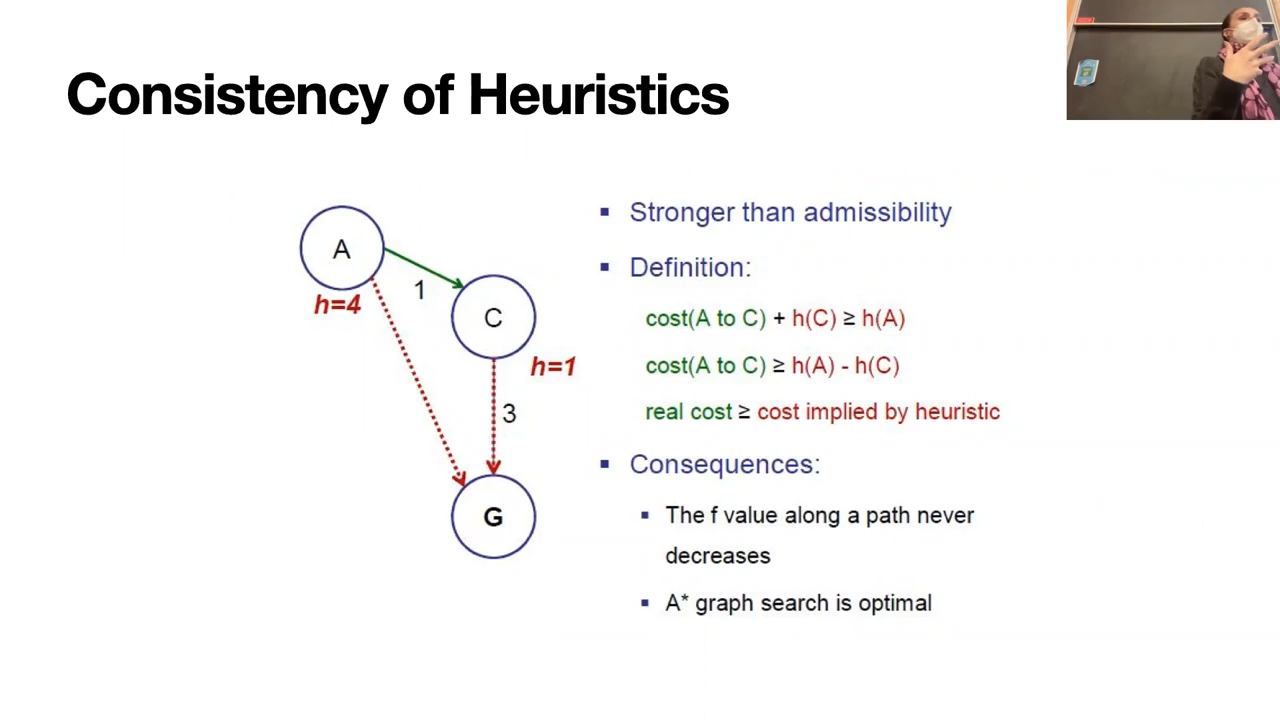 Consistency of Heuristics
A
h=4
1
C
h=1
3
G
▪ Stronger than admissibility
▪ Definition:
cost(A to C) + h(C) ≥ h(A)
cost(A to C) ≥ h(A) - h(C)
real cost ≥ cost implied by heuristic
▪ Consequences:
▪ The f value along a path never
decreases
▪ A* graph search is optimal